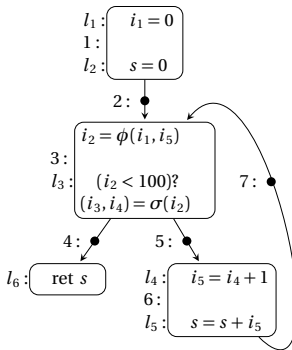 l₁: i₁ = 0
1:
l₂: s = 0
2:
i₂ = ϕ(i₁, i₅)
3:
l₃: (i₂ < 100)?
(i₃, i₄) = σ(i₂)
7:
4: 5:
l₆: ret s
l₄: i₅ = i₄ + 1
6:
l₅: s = s + i₅